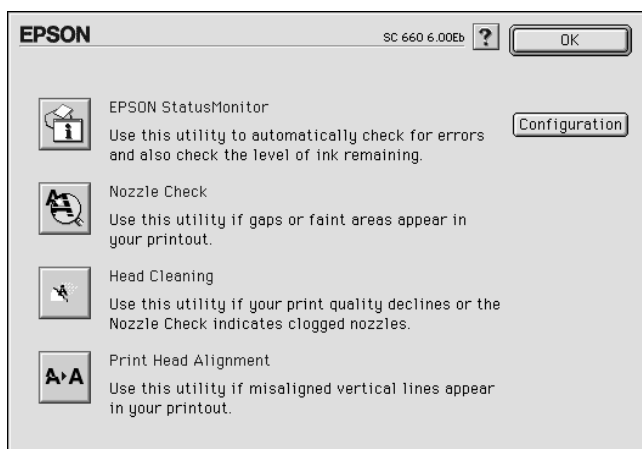 EPSON
SC 660 6.00Eb
?
OK
EPSON StatusMonitor
Use this utility to automatically check for errors
and also check the level of ink remaining.
Configuration
Nozzle Check
Use this utility if gaps or faint areas appear in
your printout.
Head Cleaning
Use this utility if your print quality declines or the
Nozzle Check indicates clogged nozzles.
Print Head Alignment
Use this utility if misaligned vertical lines appear
in your printout.
A▸A